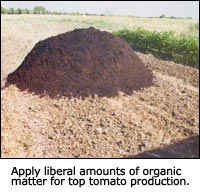 Apply liberal amounts of organic
matter for top tomato production.